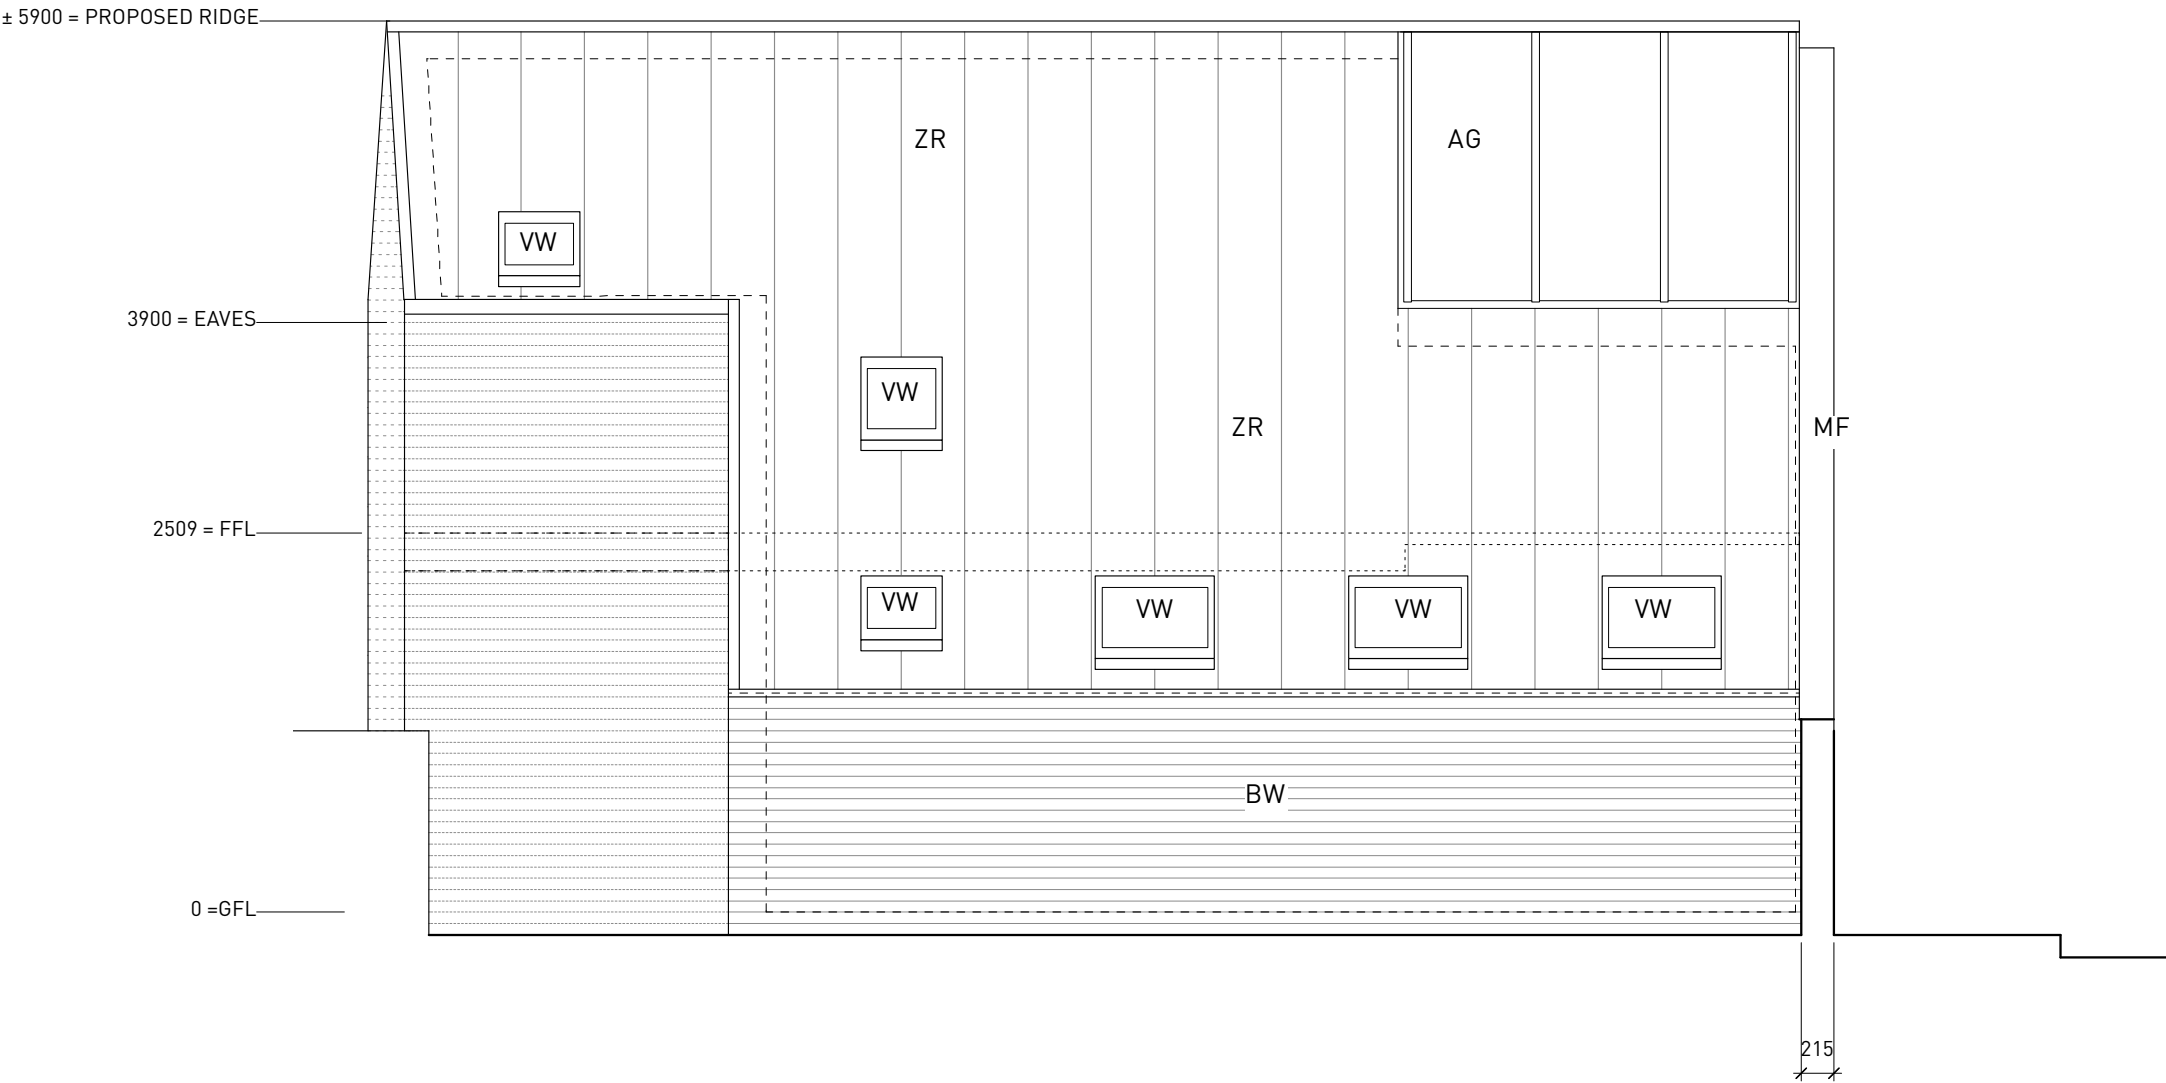 ± 5900 = PROPOSED RIDGE
ZR
AG
VW
3900 = EAVES
VW
ZR
MF
2509 = FFL
VW
VW
VW
VW
BW
0 =GFL
215